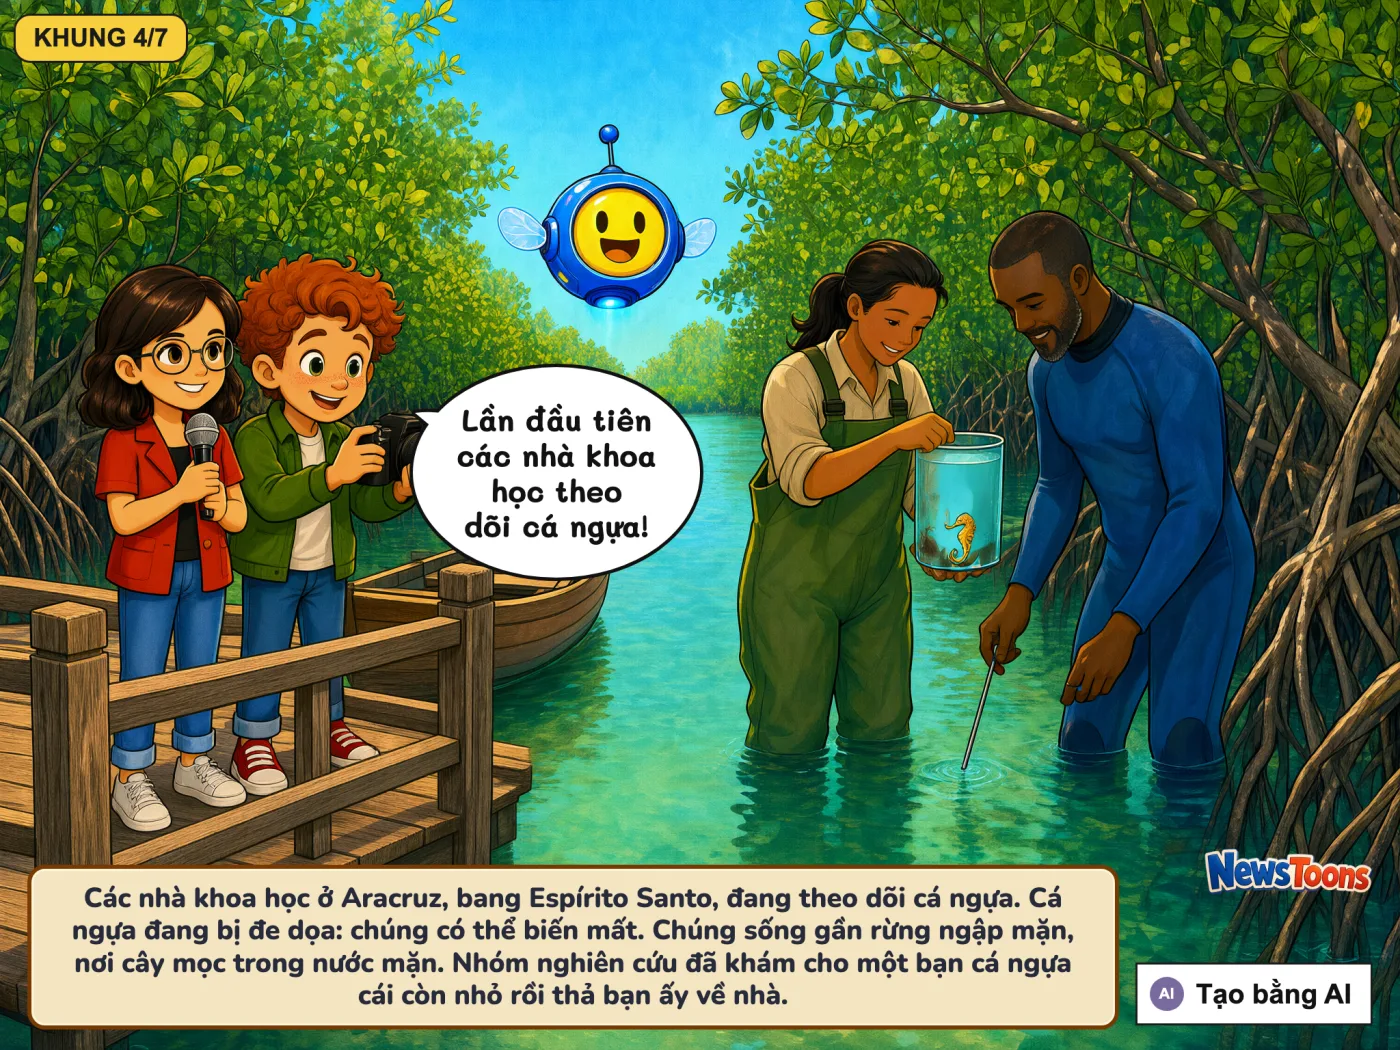 KHUNG 4/7
Lần đầu tiên
các nhà khoa
học theo
dõi cá ngựa!
Các nhà khoa học ở Aracruz, bang Espírito Santo, đang theo dõi cá ngựa. Cá
ngựa đang bị đe dọa: chúng có thể biến mất. Chúng sống gần rừng ngập mặn,
nơi cây mọc trong nước mặn. Nhóm nghiên cứu đã khám cho một bạn cá ngựa
cái còn nhỏ rồi thả bạn ấy về nhà.
NewsToons
AI Tạo bằng AI